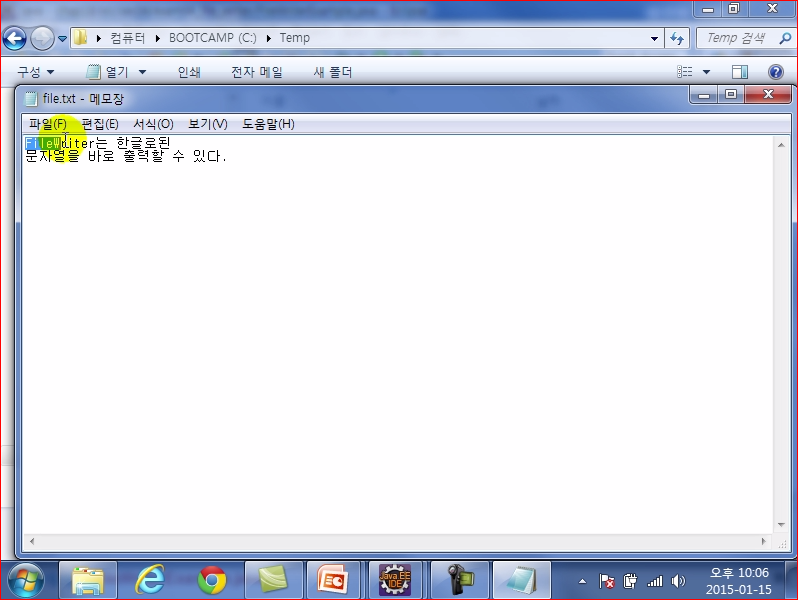 컴퓨터 BOOTCAMP (C:) Temp
Temp 검색
구성 열기 인쇄 전자 메일 새 폴더
file.txt - 메모장
파일(F) 편집(E) 서식(O) 보기(V) 도움말(H)
FileWriter는 한글로된
문자열을 바로 출력할 수 있다.
Java EE
IDE
오후 10:06
2015-01-15